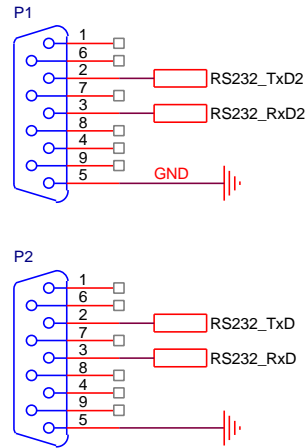 P1
1
6
2 RS232_TxD2
7
3 RS232_RxD2
8
4
9
5 GND
P2
1
6
2 RS232_TxD
7
3 RS232_RxD
8
4
9
5